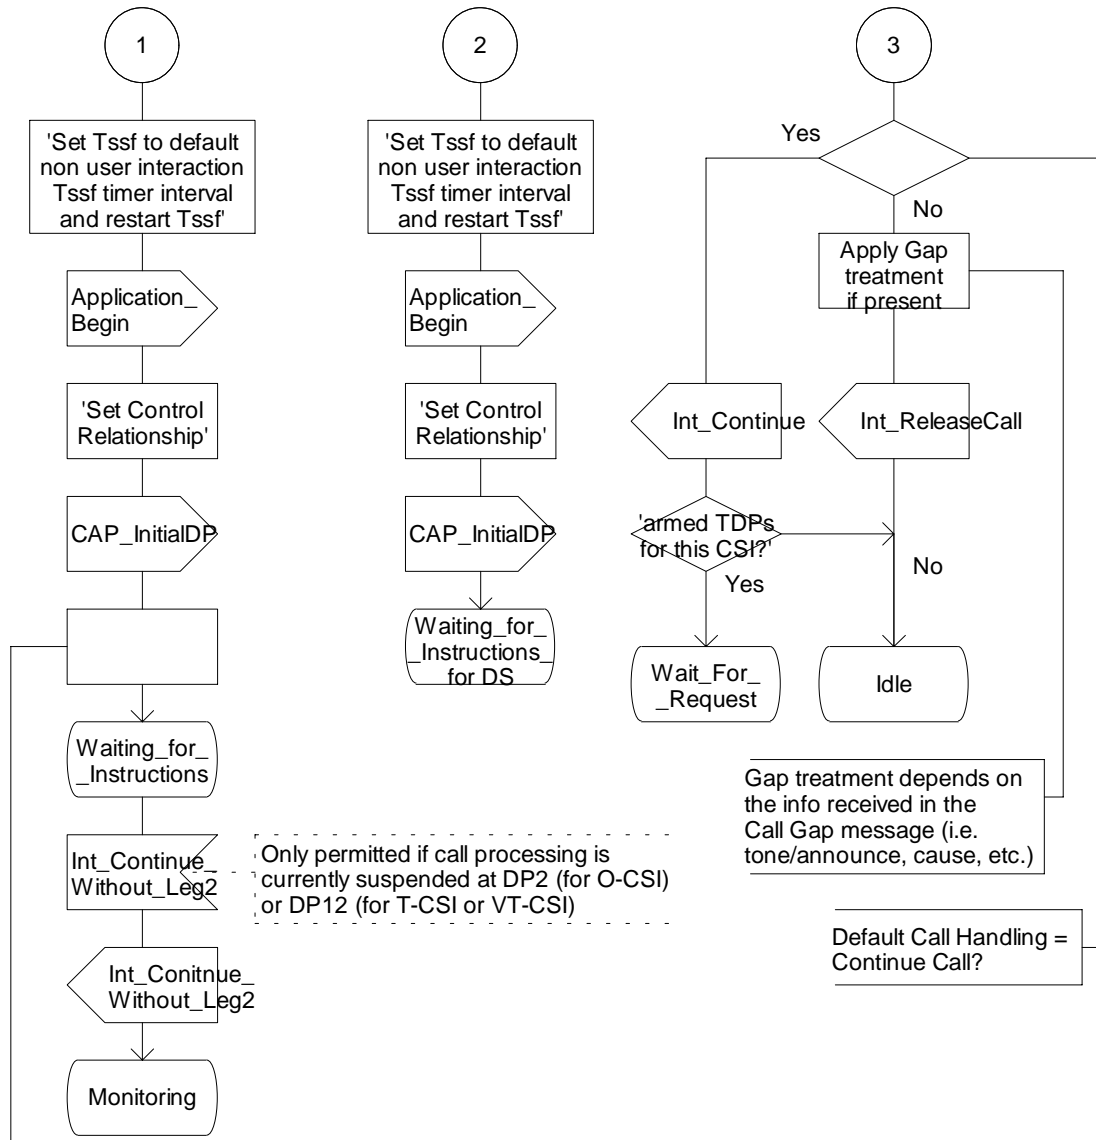 1
'Set Tssf to default
non user interaction
Tssf timer interval
and restart Tssf'
Application_
Begin
'Set Control
Relationship'
CAP_InitialDP
Waiting_for_
_Instructions
Int_Continue_
Without_Leg2
Only permitted if call processing is
currently suspended at DP2 (for O-CSI)
or DP12 (for T-CSI or VT-CSI)
Int_Conitnue_
Without_Leg2
Monitoring
2
'Set Tssf to default
non user interaction
Tssf timer interval
and restart Tssf'
Application_
Begin
'Set Control
Relationship'
CAP_InitialDP
Waiting_for_
_Instructions_
for DS
3
Yes
No
Apply Gap
treatment
if present
Int_Continue
Int_ReleaseCall
'armed TDPs
for this CSI?'
Yes
No
Wait_For_
_Request
Idle
Gap treatment depends on
the info received in the
Call Gap message (i.e.
tone/announce, cause, etc.)
Default Call Handling =
Continue Call?